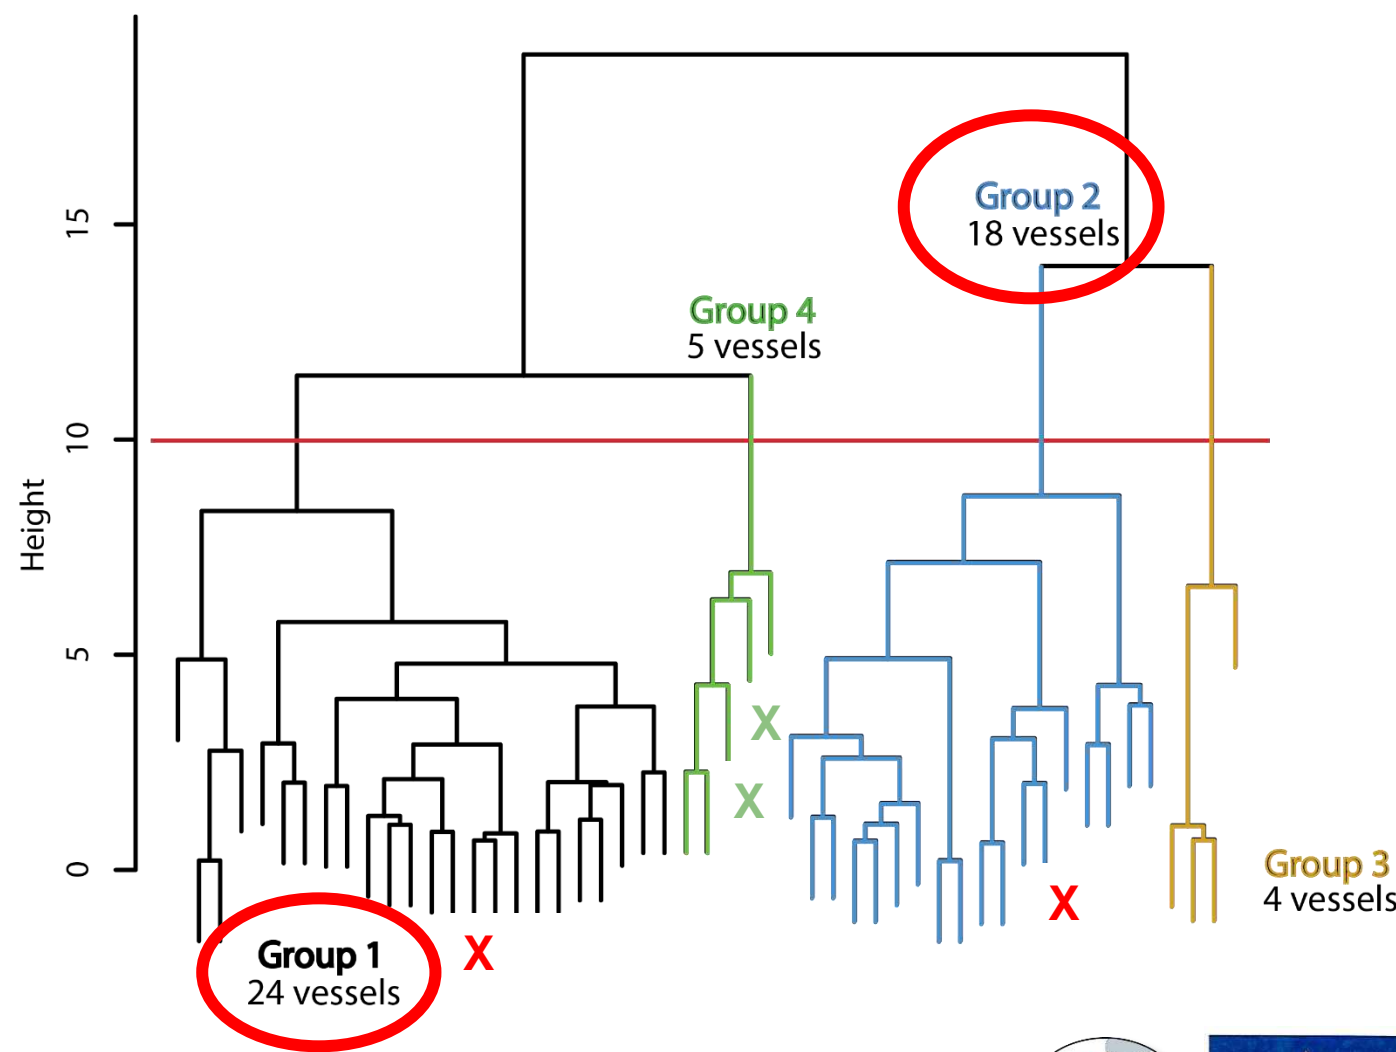 Group 2
18 vessels
15
Group 4
5 vessels
10
Height
5
X
X
0
Group 3
4 vessels
X
Group 1
24 vessels
X